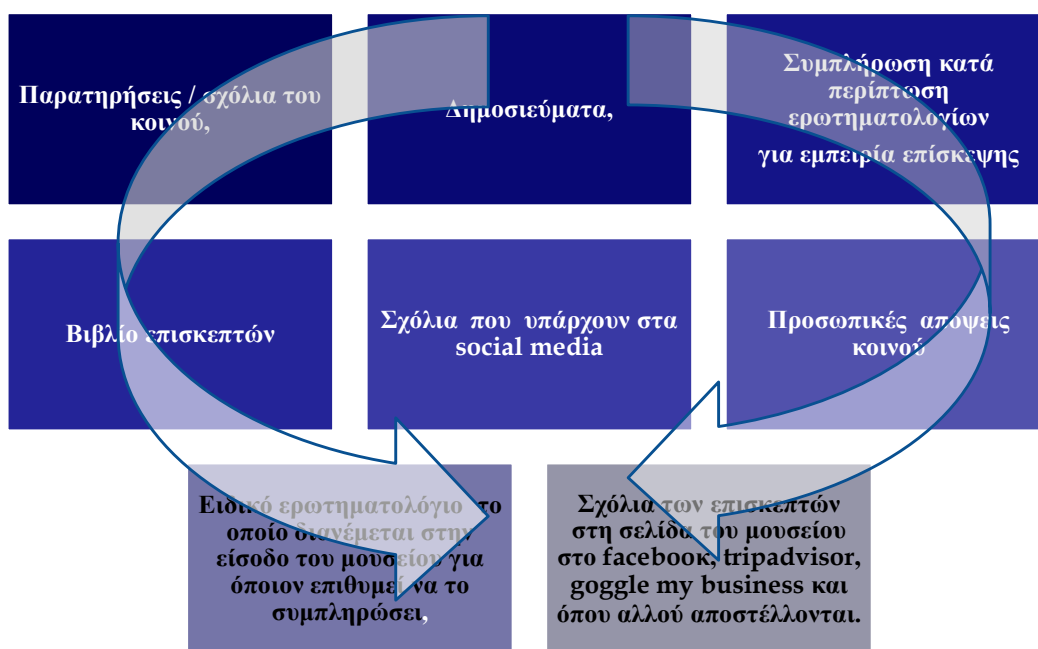 Παρατηρήσεις / σχόλια του
κοινού,
Δημοσιεύματα,
Συμπλήρωση κατά
περίπτωση
ερωτηματολογίων
για εμπειρία επίσκεψης
Βιβλίο επισκεπτών
Σχόλια που υπάρχουν στα
social media
Προσωπικές απόψεις
κοινού
Ειδικό ερωτηματολόγιο το
οποίο διανέμεται στην
είσοδο του μουσείου για
όποιον επιθυμεί να το
συμπληρώσει,
Σχόλια των επισκεπτών
στη σελίδα του μουσείου
στο facebook, tripadvisor,
goggle my business και
όπου αλλού αποστέλλονται.